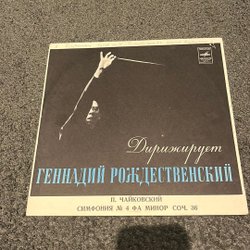 Дирижирует
ГЕННАДИЙ РОЖДЕСТВЕНСКИЙ
П. ЧАЙКОВСКИЙ
СИМФОНИЯ № 4 ФА МИНОР СОЧ. 36